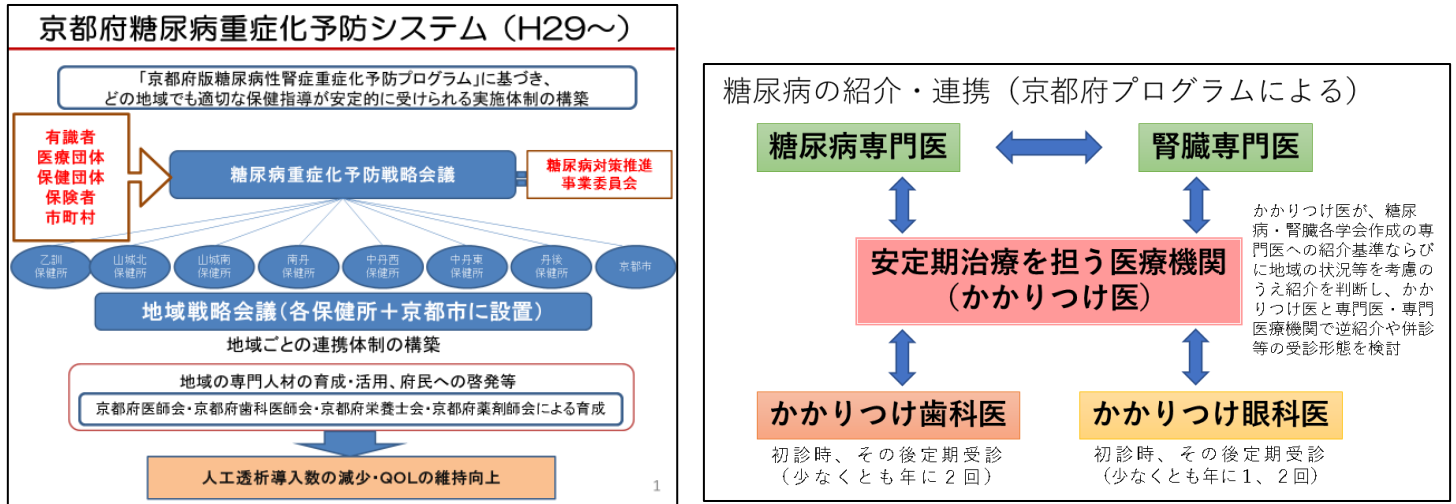 京都府糖尿病重症化予防システム（H29～）
「京都府版糖尿病性腎症重症化予防プログラム」に基づき、
どの地域でも適切な保健指導が安定的に受けられる実施体制の構築
有識者
医療団体
保健団体
保険者
市町村
糖尿病重症化予防戦略会議
糖尿病対策推進
事業委員会
乙訓
保健所
山城北
保健所
山城南
保健所
南丹
保健所
中丹西
保健所
中丹東
保健所
丹後
保健所
京都市
地域戦略会議（各保健所＋京都市に設置）
地域ごとの連携体制の構築
地域の専門人材の育成・活用、府民への啓発等
京都府医師会・京都府歯科医師会・京都府栄養士会・京都府薬剤師会による育成
人工透析導入数の減少・QOLの維持向上
1
糖尿病の紹介・連携（京都府プログラムによる）
糖尿病専門医
腎臓専門医
かかりつけ医が、糖尿
病・腎臓各学会作成の専
門医への紹介基準ならび
に地域の状況等を考慮の
うえ紹介を判断し、かか
りつけ医と専門医・専門
医療機関で逆紹介や併診
等の受診形態を検討
安定期治療を担う医療機関
（かかりつけ医）
かかりつけ歯科医
初診時、その後定期受診
（少なくとも年に２回）
かかりつけ眼科医
初診時、その後定期受診
（少なくとも年に１、２回）